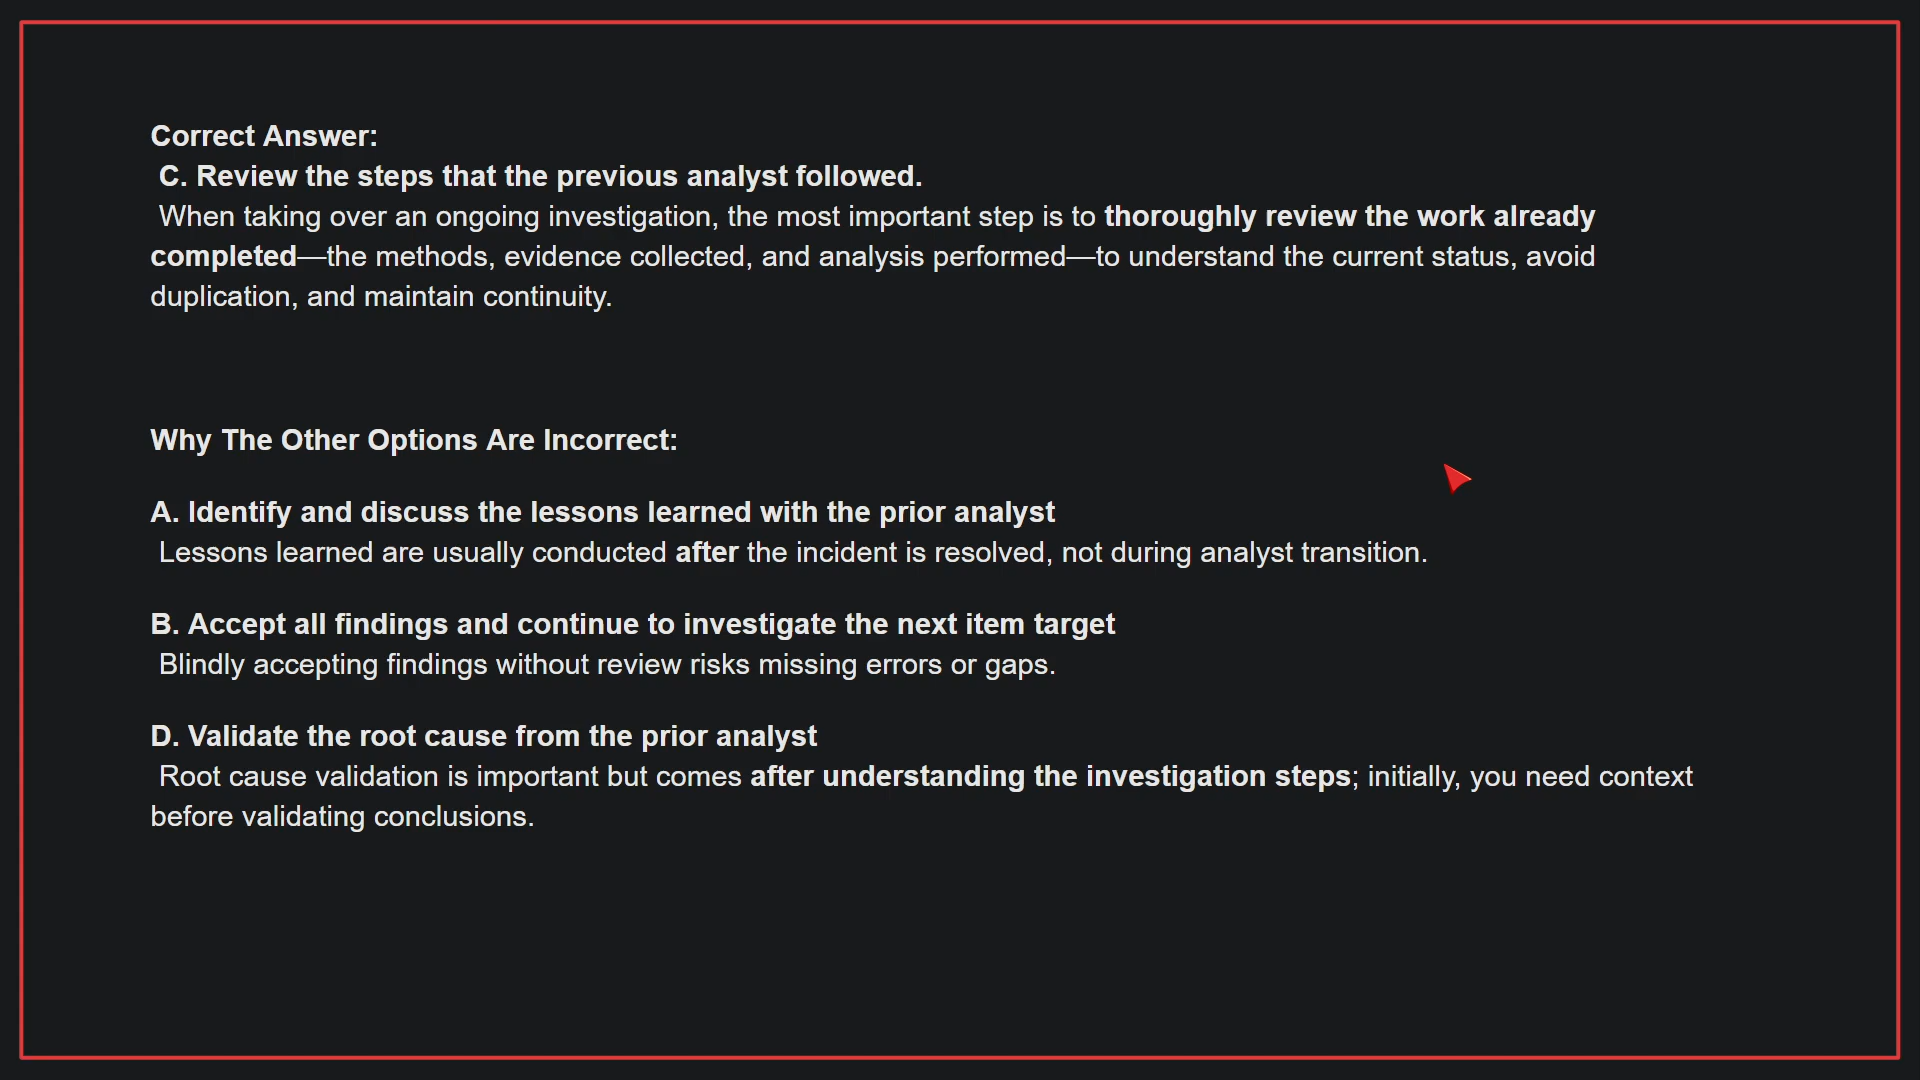 Correct Answer:
C. Review the steps that the previous analyst followed.
When taking over an ongoing investigation, the most important step is to thoroughly review the work already
completed—the methods, evidence collected, and analysis performed—to understand the current status, avoid
duplication, and maintain continuity.
Why The Other Options Are Incorrect:
A. Identify and discuss the lessons learned with the prior analyst
Lessons learned are usually conducted after the incident is resolved, not during analyst transition.
B. Accept all findings and continue to investigate the next item target
Blindly accepting findings without review risks missing errors or gaps.
D. Validate the root cause from the prior analyst
Root cause validation is important but comes after understanding the investigation steps; initially, you need context
before validating conclusions.